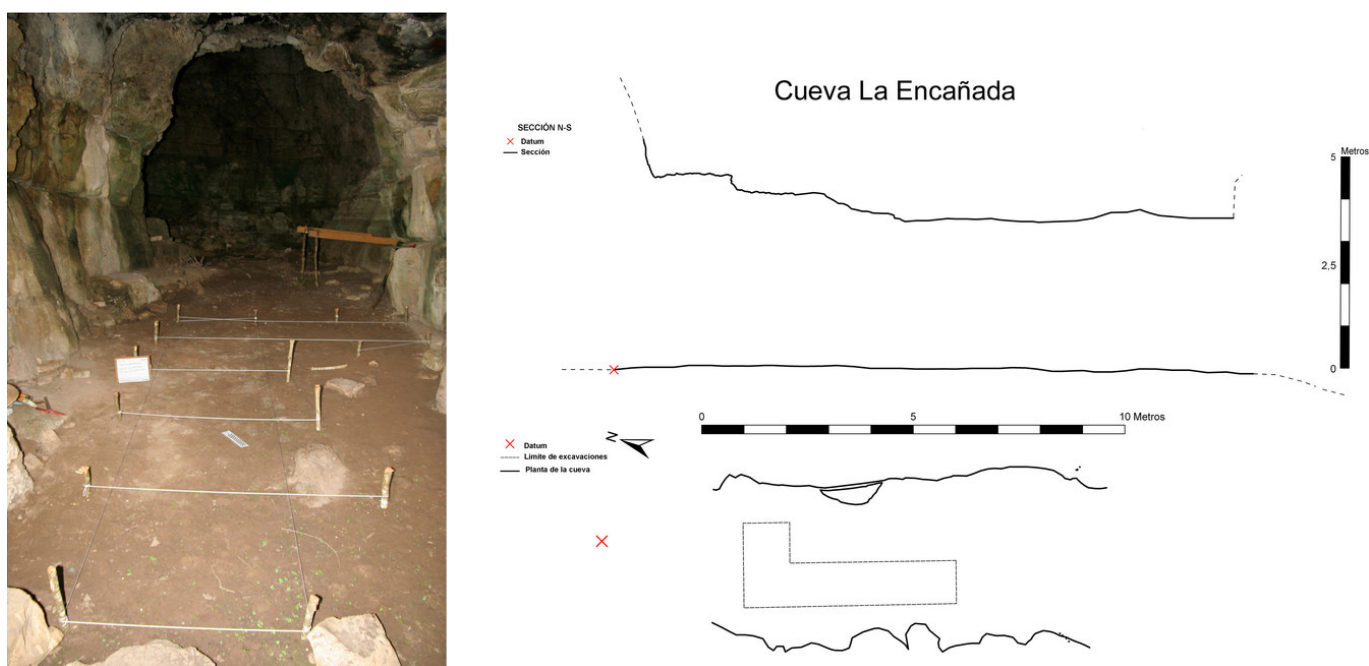 Cueva La Encañada
SECCIÓN N-S
Datum
Sección
Metros
5
2,5
0
0 5 10 Metros
N
Datum
Limite de excavaciones
Planta de la cueva